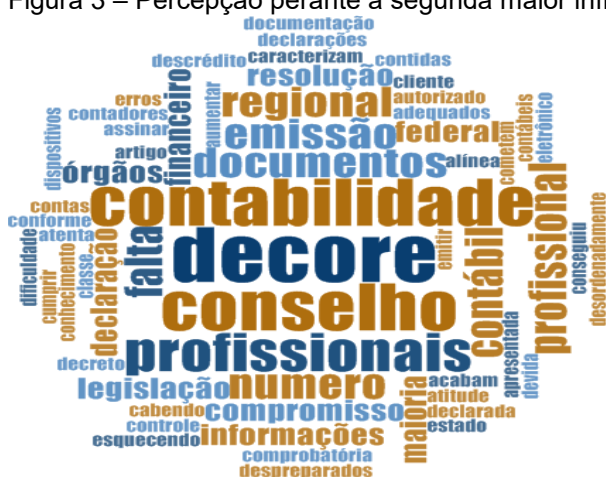 Figura 3 – Percepção perante a segunda maior
documentação
declarações
descrédito caracterizam contidas
resolução cliente
erros regional autorizado
contadores financeiro aumentar adequados
assinar emissão federal
dispositivos artigo documentos alínea cometem contábeis eletrônico
órgãos
contas contabilidade
conforme
atenta falta decore emitir contábil profissional conseguiu
dificuldade cumprir conhecimento classe declaração desordenadamente
conselho
decreto profissionais apresentada devida
legislação numero acabam
cabendo compromisso maioria atitude
controle declarada
esquecendo informações estado
comprobatória
despreparados